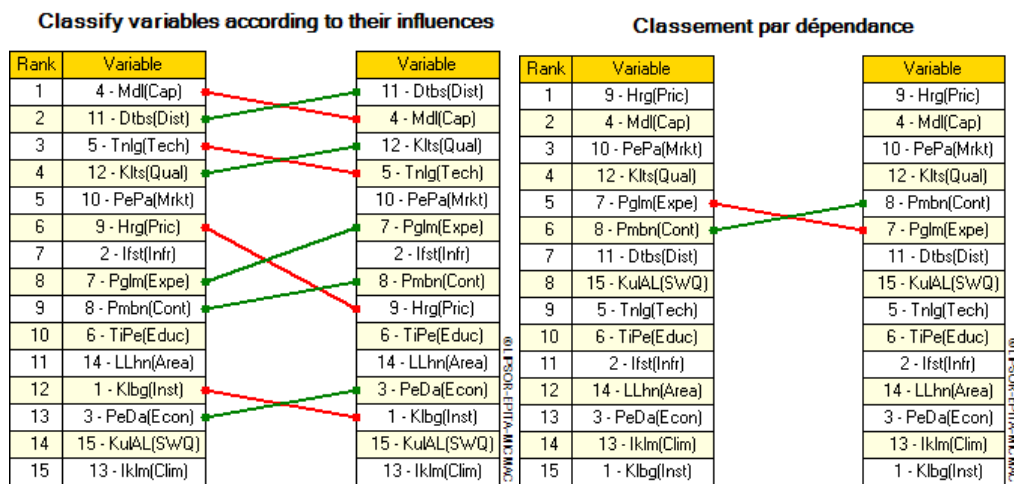 Classify variables according to their influences
Rank Variable Variable
1 4 - Mdl(Cap) 11 - Dtbs(Dist)
2 11 - Dtbs(Dist) 4 - Mdl(Cap)
3 5 - Tnlg(Tech) 12 - Klts(Qual)
4 12 - Klts(Qual) 5 - Tnlg(Tech)
5 10 - PePa(Mrkt) 10 - PePa(Mrkt)
6 9 - Hrg(Pric) 7 - Pglm(Expe)
7 2 - Ifst(Infr) 2 - Ifst(Infr)
8 7 - Pglm(Expe) 8 - Pmbn(Cont)
9 8 - Pmbn(Cont) 9 - Hrg(Pric)
10 6 - TiPe(Educ) 6 - TiPe(Educ)
11 14 - LLhn(Area) 14 - LLhn(Area)
12 1 - Klbg(Inst) 3 - PeDa(Econ)
13 3 - PeDa(Econ) 1 - Klbg(Inst)
14 15 - KulAL(SWQ) 15 - KulAL(SWQ)
15 13 - Iklm(Clim) 13 - Iklm(Clim)
© LIPSOR-EPITA-MICMAC
Classement par dépendance
Rank Variable Variable
1 9 - Hrg(Pric) 9 - Hrg(Pric)
2 4 - Mdl(Cap) 4 - Mdl(Cap)
3 10 - PePa(Mrkt) 10 - PePa(Mrkt)
4 12 - Klts(Qual) 12 - Klts(Qual)
5 7 - Pglm(Expe) 8 - Pmbn(Cont)
6 8 - Pmbn(Cont) 7 - Pglm(Expe)
7 11 - Dtbs(Dist) 11 - Dtbs(Dist)
8 15 - KulAL(SWQ) 15 - KulAL(SWQ)
9 5 - Tnlg(Tech) 5 - Tnlg(Tech)
10 6 - TiPe(Educ) 6 - TiPe(Educ)
11 2 - Ifst(Infr) 2 - Ifst(Infr)
12 14 - LLhn(Area) 14 - LLhn(Area)
13 3 - PeDa(Econ) 3 - PeDa(Econ)
14 13 - Iklm(Clim) 13 - Iklm(Clim)
15 1 - Klbg(Inst) 1 - Klbg(Inst)
© LIPSOR-EPITA-MICMAC